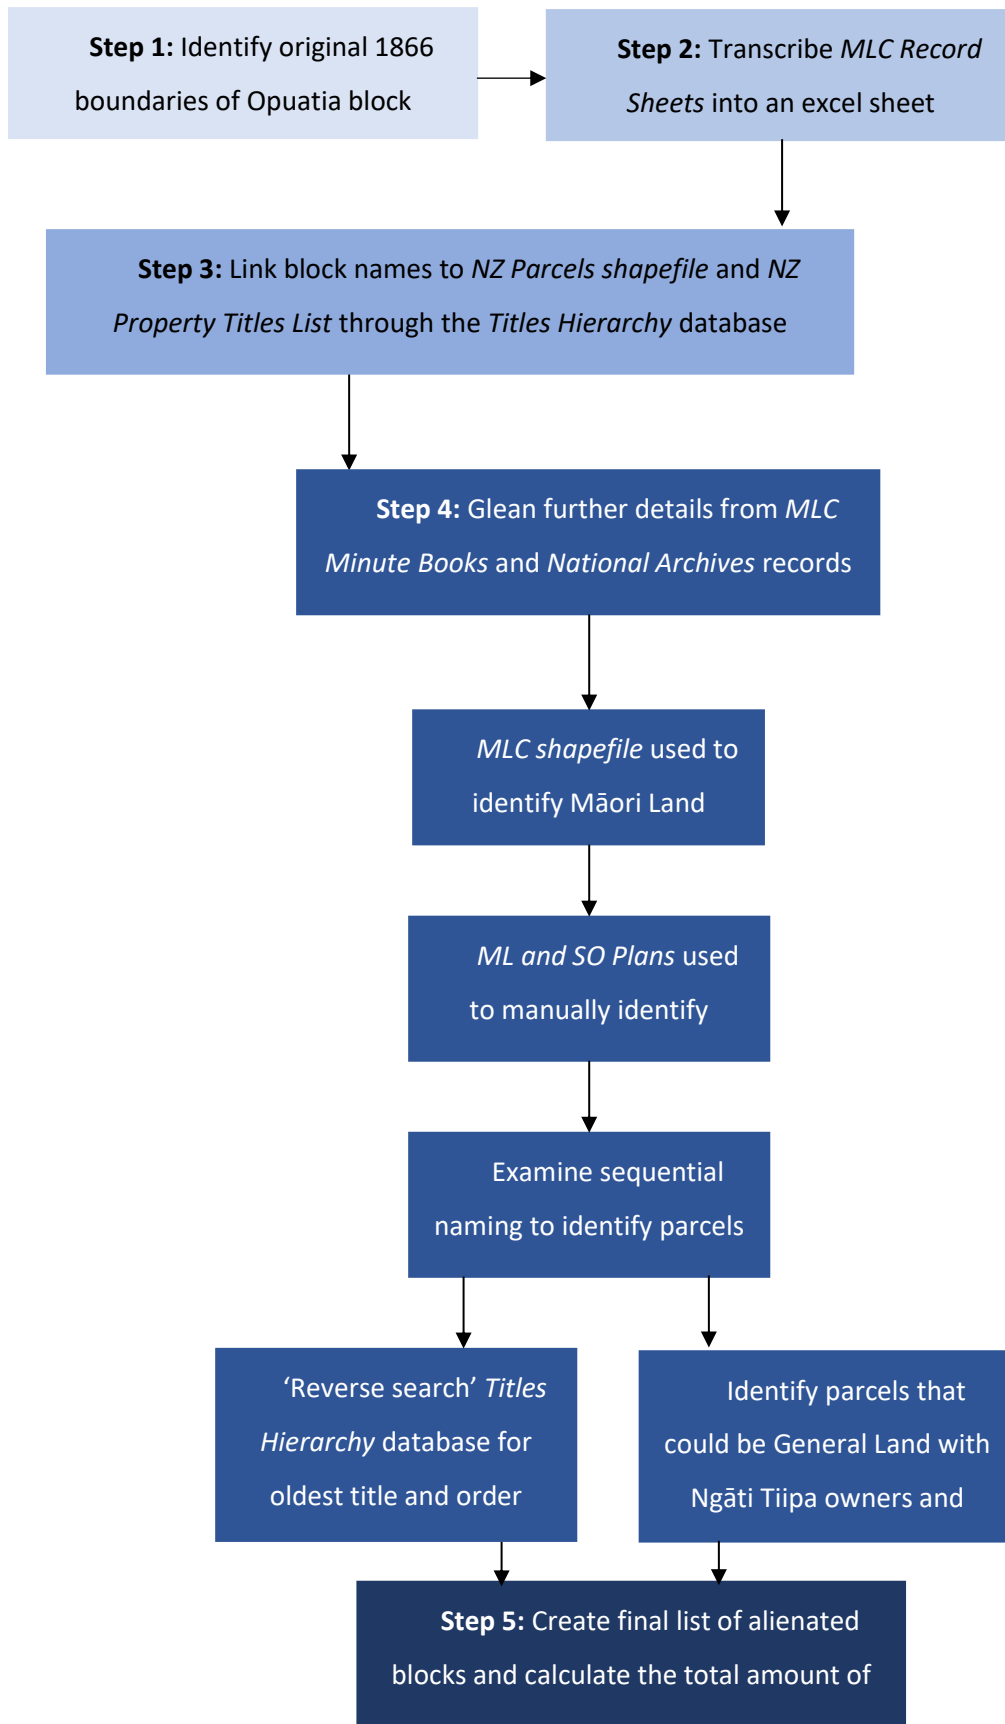 Step 1: Identify original 1866
boundaries of Opuatia block
Step 2: Transcribe MLC Record
Sheets into an excel sheet
Step 3: Link block names to NZ Parcels shapefile and NZ
Property Titles List through the Titles Hierarchy database
Step 4: Glean further details from MLC
Minute Books and National Archives records
MLC shapefile used to
identify Māori Land
ML and SO Plans used
to manually identify
Examine sequential
naming to identify parcels
‘Reverse search’ Titles
Hierarchy database for
oldest title and order
Identify parcels that
could be General Land with
Ngāti Tiipa owners and
Step 5: Create final list of alienated
blocks and calculate the total amount of